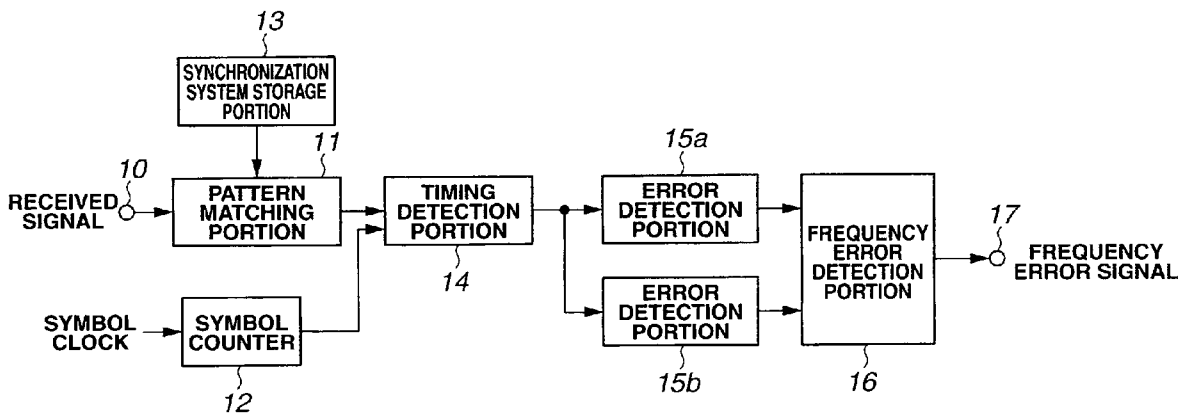 13
SYNCHRONIZATION
SYSTEM STORAGE
PORTION
10
11
15a
RECEIVED
SIGNAL
PATTERN
MATCHING
PORTION
TIMING
DETECTION
PORTION
14
ERROR
DETECTION
PORTION
FREQUENCY
ERROR
DETECTION
PORTION
17
FREQUENCY
ERROR SIGNAL
SYMBOL
CLOCK
SYMBOL
COUNTER
12
ERROR
DETECTION
PORTION
15b
16